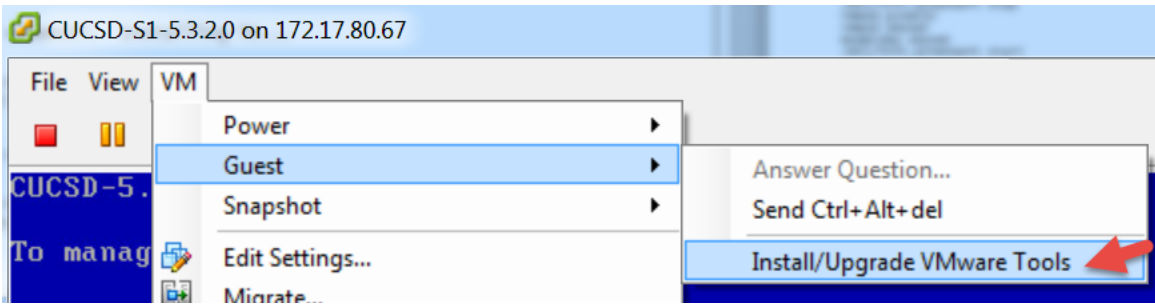 CUCSD-S1-5.3.2.0 on 172.17.80.67
File View VM
Power
Guest
Answer Question...
CUCSD-5.
Snapshot
Send Ctrl+Alt+del
To manag
Edit Settings...
Install/Upgrade VMware Tools
Migrate...